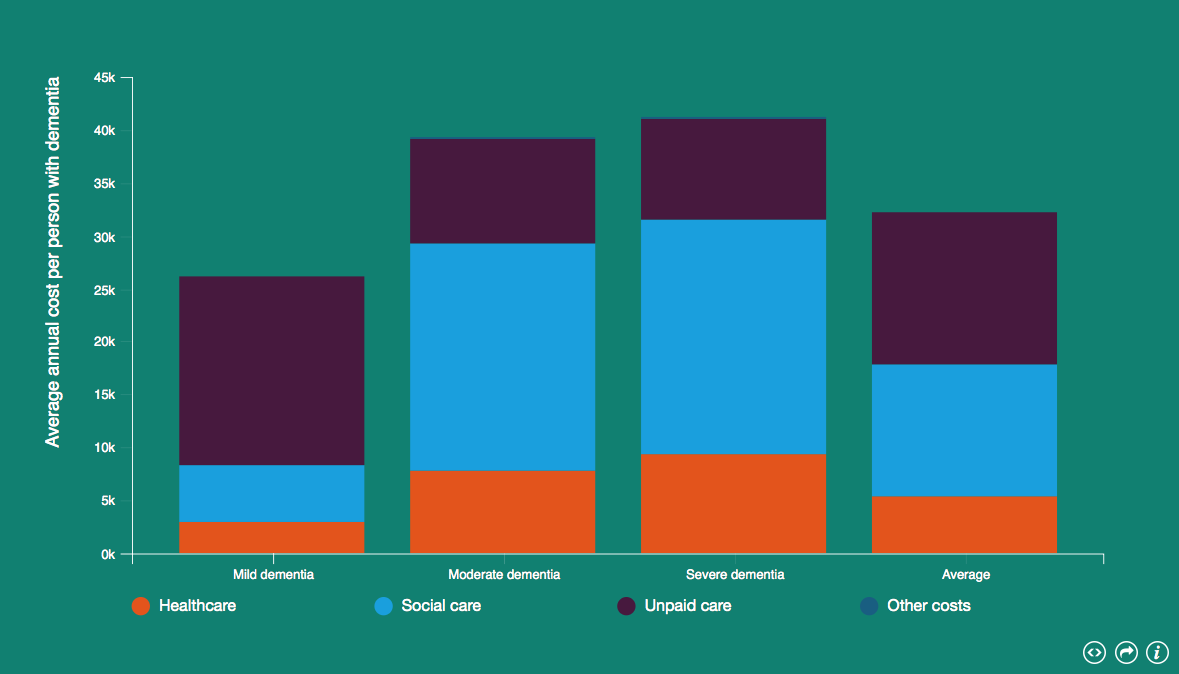 Average annual cost per person with dementia
45k
40k
35k
30k
25k
20k
15k
10k
5k
0k
Mild dementia Moderate dementia Severe dementia Average
Healthcare Social care Unpaid care Other costs